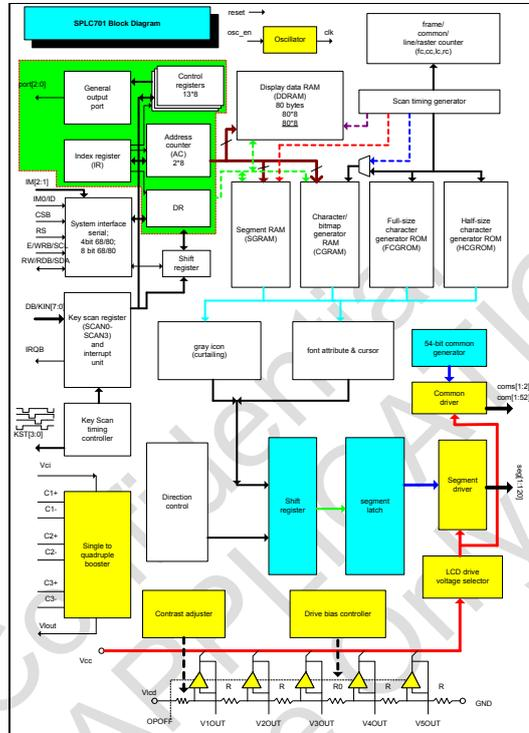 SPLC701 Block Diagram
reset
osc_en
Oscillator
clk
frame/
common/
line/raster counter
(fc,cc,lc,rc)
port[2:0]
General
output
port
Control
registers
13*8
Display data RAM
(DDRAM)
80 bytes
80*8
80*8
Scan timing generator
Index register
(IR)
Address
counter
(AC)
2*8
IM[2:1]
IM0/ID
CSB
RS
E/WRB/SCL
RW/RDB/SDA
System interface
serial;
4bit 68/80;
8 bit 68/80
DR
Shift
register
Segment RAM
(SGRAM)
Character/
bitmap
generator
RAM
(CGRAM)
Full-size
character
generator ROM
(FCGROM)
Half-size
character
generator ROM
(HCGROM)
DB/KIN[7:0]
IRQB
Key scan register
(SCAN0-
SCAN3)
and
interrupt
unit
gray icon
(curtailing)
font attribute & cursor
54-bit common
generator
Common
driver
coms[1:2]
com[1:52]
KST[3:0]
Key Scan
timing
controller
Vci
C1+
C1-
C2+
C2-
C3+
C3-
Vlout
Single to
quadruple
booster
Direction
control
Shift
register
segment
latch
Segment
driver
seg[1:120]
LCD drive
voltage selector
Contrast adjuster
Drive bias controller
Vcc
Vlcd
R
R
R0
R
R
GND
OPOFF
V1OUT
V2OUT
V3OUT
V4OUT
V5OUT